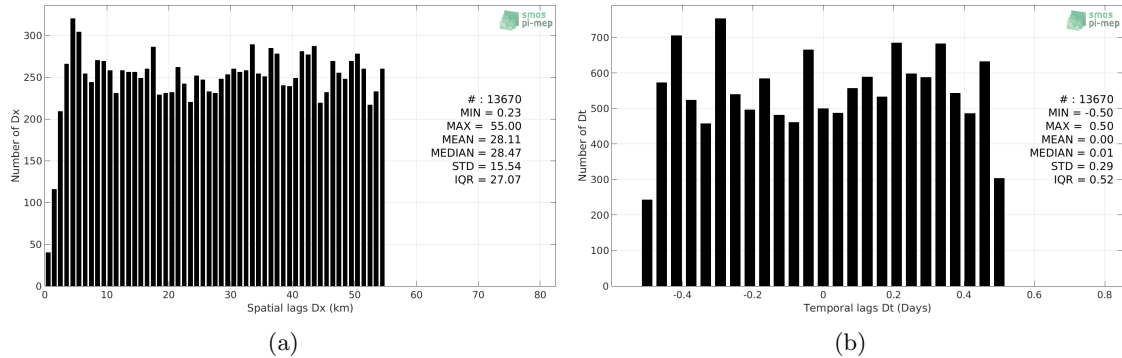 smos
pi-mep
300
250
200
150
100
50
0
Number of Dx
# : 13670
MIN = 0.23
MAX = 55.00
MEAN = 28.11
MEDIAN = 28.47
STD = 15.54
IQR = 27.07
0 10 20 30 40 50 60 70 80
Spatial lags Dx (km)
(a)
smos
pi-mep
700
600
500
400
300
200
100
0
Number of Dt
# : 13670
MIN = -0.50
MAX = 0.50
MEAN = 0.00
MEDIAN = 0.01
STD = 0.29
IQR = 0.52
-0.4 -0.2 0 0.2 0.4 0.6 0.8
Temporal lags Dt (Days)
(b)